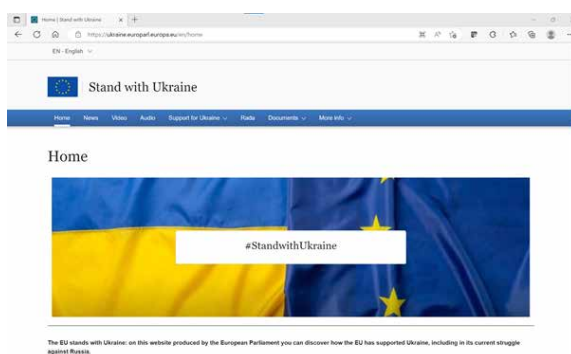 Home | Stand with Ukraine
https://ukraine.europarl.europa.eu/en/home
EN - English
Stand with Ukraine
Home News Video Audio Support for Ukraine Rada Documents More info
Home
#StandwithUkraine
The EU stands with Ukraine: on this website produced by the European Parliament you can discover how the EU has supported Ukraine, including in its current struggle
against Russia.